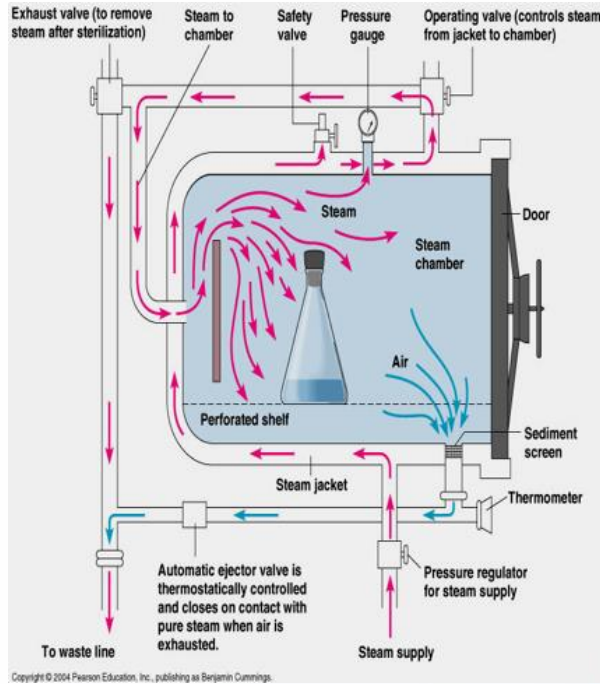 Exhaust valve (to remove
steam after sterilization)
Steam to
chamber
Safety
valve
Pressure
gauge
Operating valve (controls steam
from jacket to chamber)
Steam
Door
Steam
chamber
Air
Perforated shelf
Sediment
screen
Steam jacket
Thermometer
Automatic ejector valve is
thermostatically controlled
and closes on contact with
pure steam when air is
exhausted.
Pressure regulator
for steam supply
To waste line
Steam supply
Copyright © 2004 Pearson Education, Inc., publishing as Benjamin Cummings.